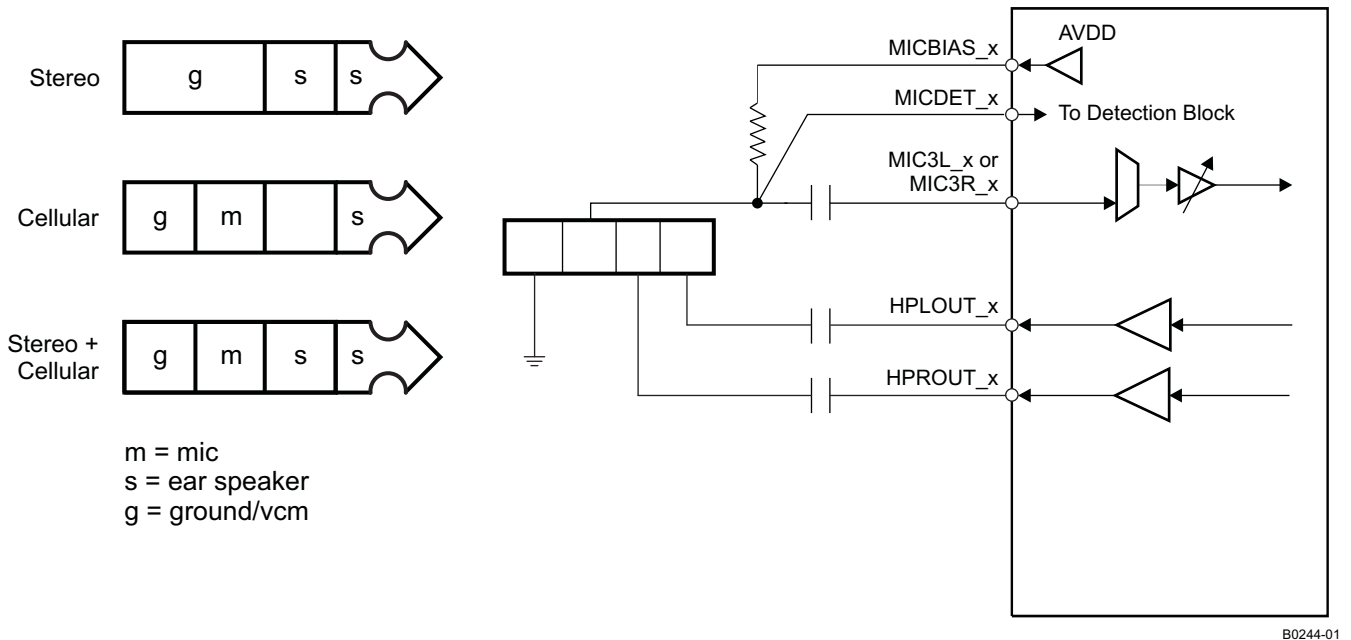 Stereo
g s s
Cellular
g m s
Stereo +
Cellular
g m s s
m = mic
s = ear speaker
g = ground/vcm
MICBIAS_x
AVDD
MICDET_x
To Detection Block
MIC3L_x or
MIC3R_x
HPLOUT_x
HPROUT_x
B0244-01